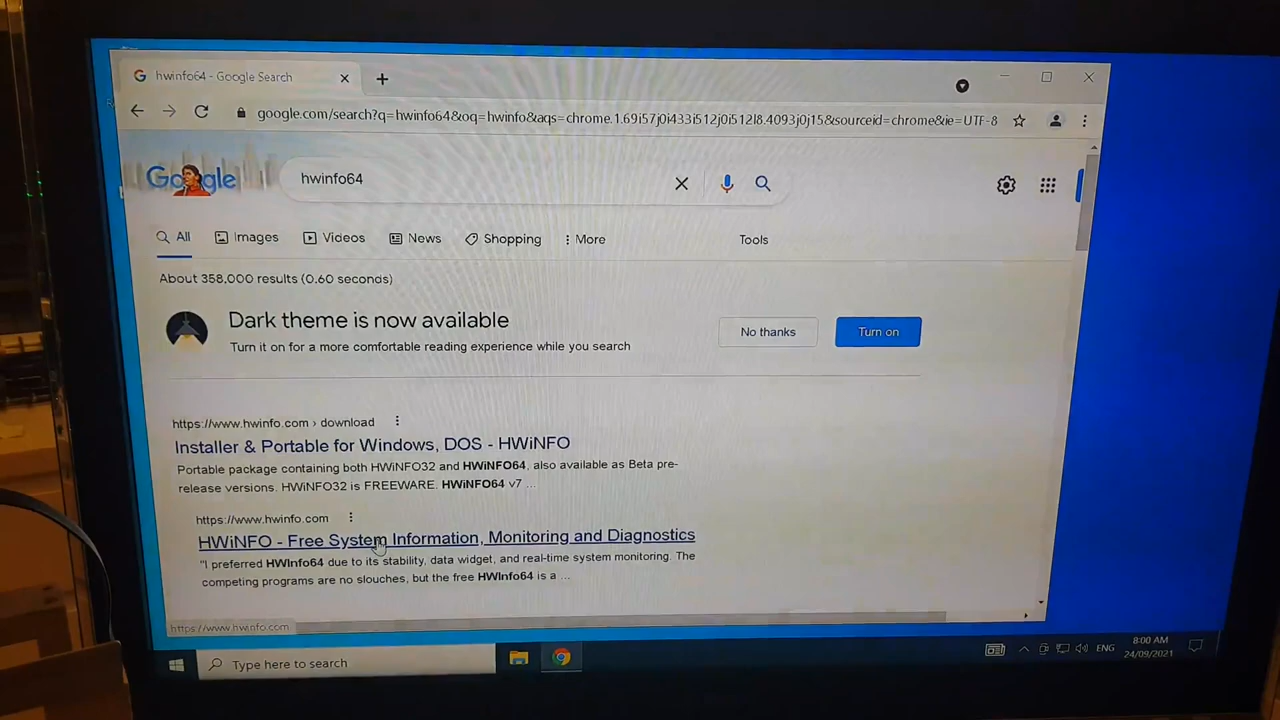 hwinfo64 - Google Search
google.com/search?q=hwinfo64&oq=hwinfo&aqs=chrome.1.69i57j0i433i512j0i512l8.4093j0j15&sourceid=chrome&ie=UTF-8
Google
hwinfo64
All Images Videos News Shopping More Tools
About 358,000 results (0.60 seconds)
Dark theme is now available
Turn it on for a more comfortable reading experience while you search
No thanks
Turn on
https://www.hwinfo.com › download
Installer & Portable for Windows, DOS - HWiNFO
Portable package containing both HWiNFO32 and HWiNFO64, also available as Beta pre-
release versions. HWiNFO32 is FREEWARE. HWiNFO64 v7 ...
https://www.hwinfo.com
HWiNFO - Free System Information, Monitoring and Diagnostics
"I preferred HWInfo64 due to its stability, data widget, and real-time system monitoring. The
competing programs are no slouches, but the free HWInfo64 is a ...
https://www.hwinfo.com
Type here to search
ENG
8:00 AM
24/09/2021